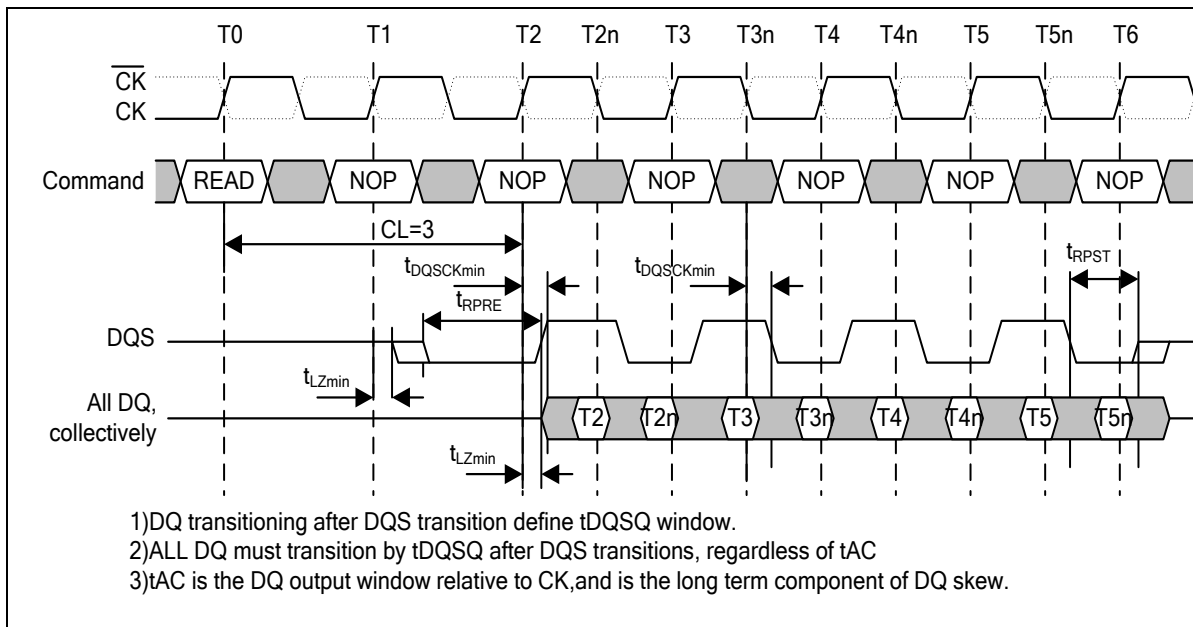 T0 T1 T2 T2n T3 T3n T4 T4n T5 T5n T6
CK
CK
Command READ NOP NOP NOP NOP NOP NOP
CL=3
tDQSCKmin tDQSCKmin tRPST
tRPRE
DQS
tLZmin
All DQ,
collectively
T2 T2n T3 T3n T4 T4n T5 T5n
tLZmin
1)DQ transitioning after DQS transition define tDQSQ window.
2)ALL DQ must transition by tDQSQ after DQS transitions, regardless of tAC
3)tAC is the DQ output window relative to CK,and is the long term component of DQ skew.